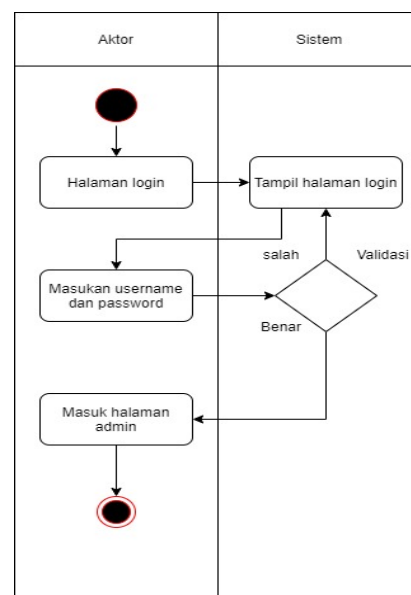 Aktor
Sistem
Halaman login
Tampil halaman login
salah
Validasi
Masukan username
dan password
Benar
Masuk halaman
admin